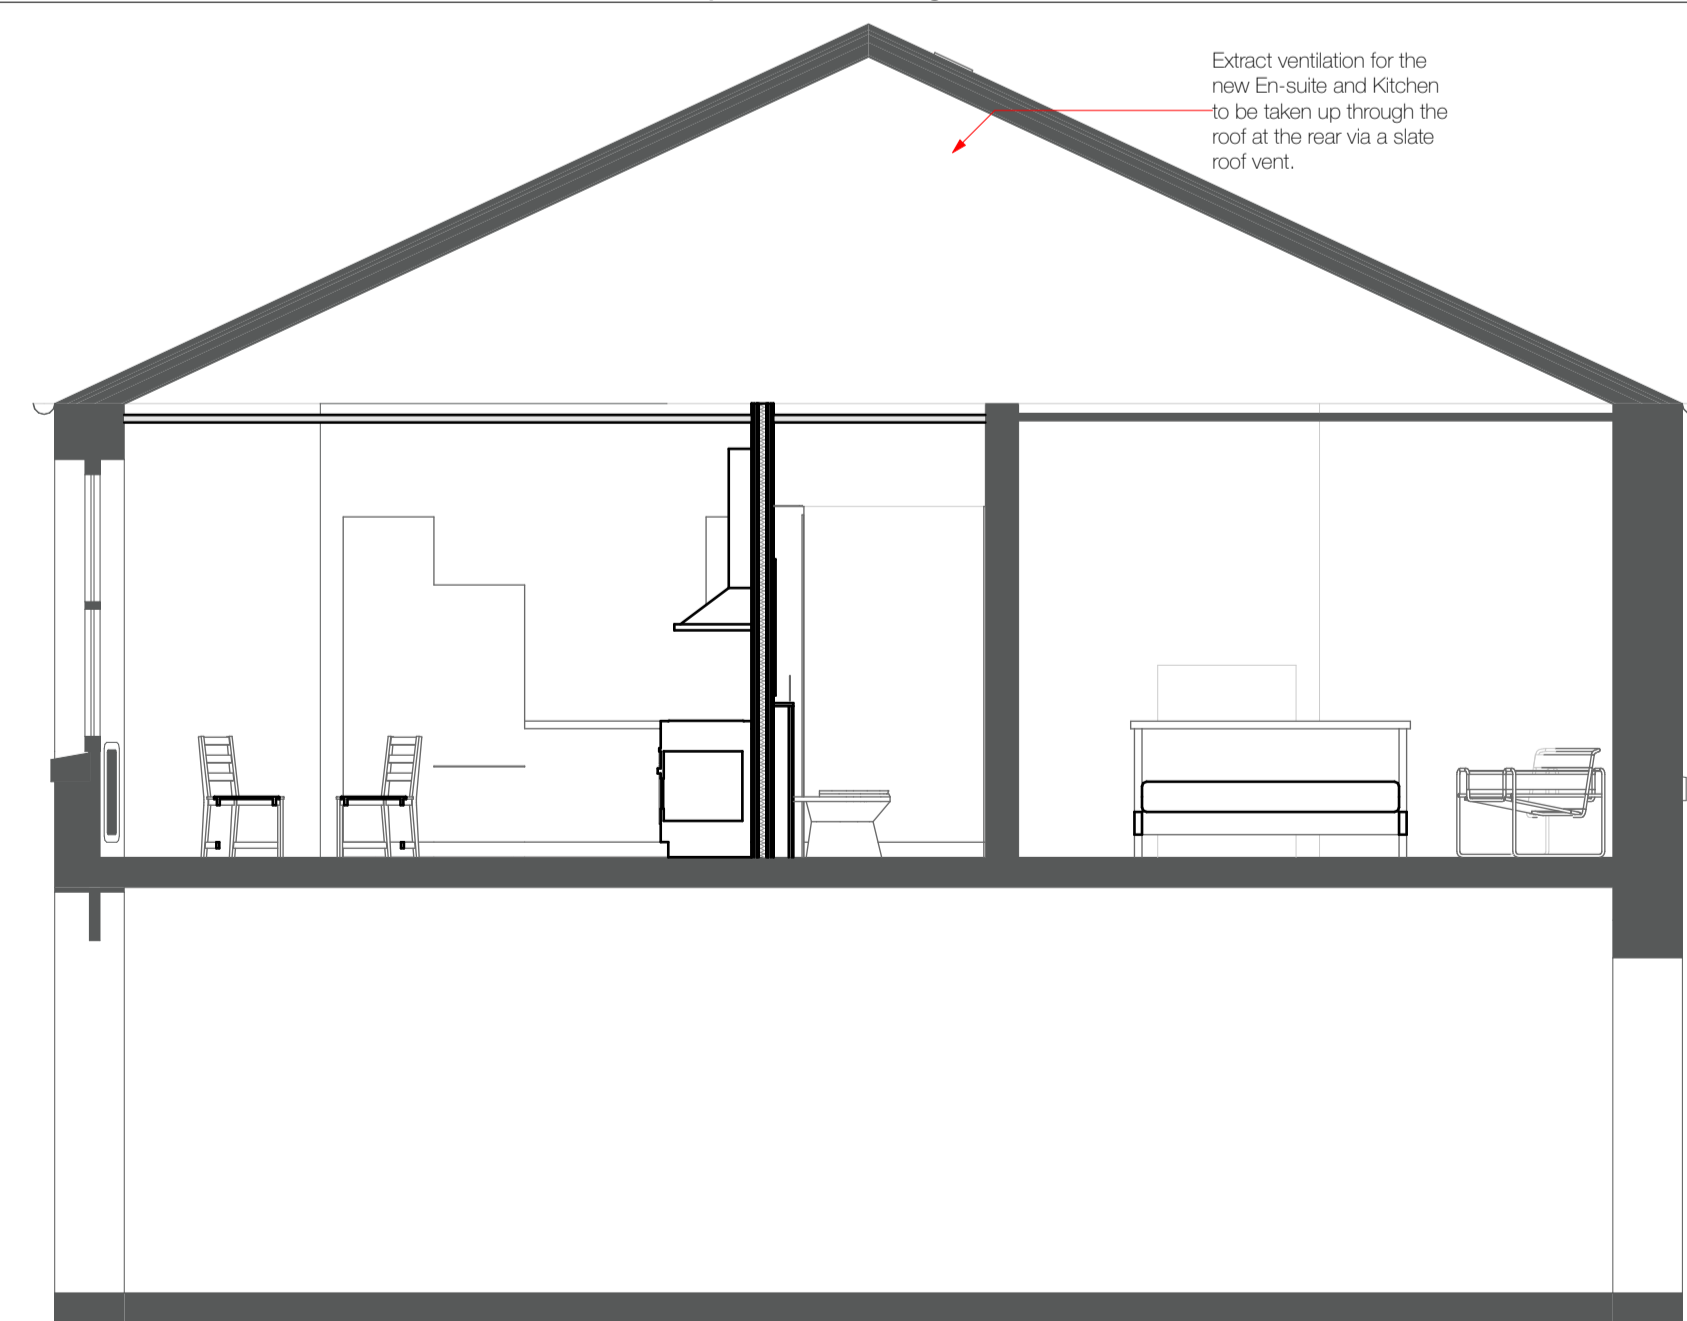 Extract ventilation for the
new En-suite and Kitchen
to be taken up through the
roof at the rear via a slate
roof vent.